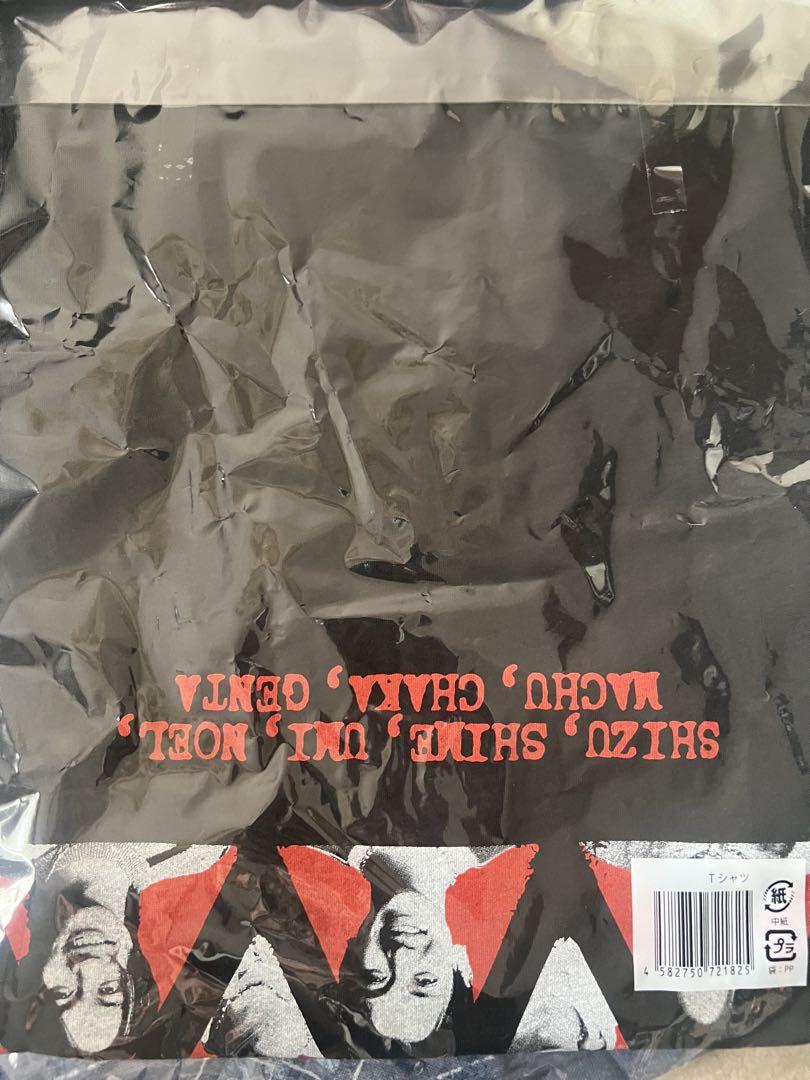 SHIZU, SHIME, UMI, NOEL,
MACHU, CHAKA, GENTA
Tシャツ
4 582750 721825
紙
中紙
プラ
袋:PP